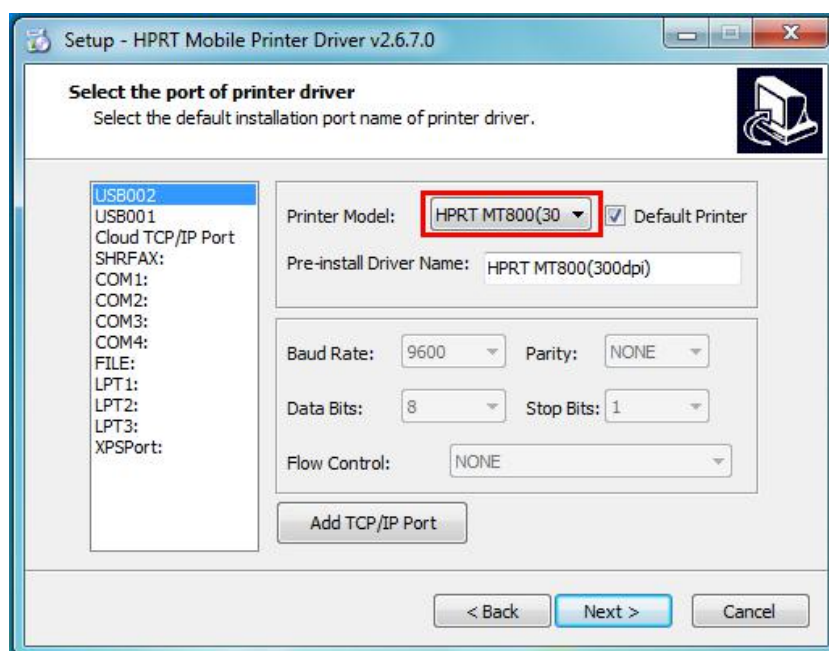 Setup - HPRT Mobile Printer Driver v2.6.7.0
Select the port of printer driver
Select the default installation port name of printer driver.
USB002
USB001
Cloud TCP/IP Port
SHRFAX:
COM1:
COM2:
COM3:
COM4:
FILE:
LPT1:
LPT2:
LPT3:
XPSPort:
Printer Model: HPRT MT800(30 Default Printer
Pre-install Driver Name: HPRT MT800(300dpi)
Baud Rate: 9600 Parity: NONE
Data Bits: 8 Stop Bits: 1
Flow Control: NONE
Add TCP/IP Port
< Back Next > Cancel